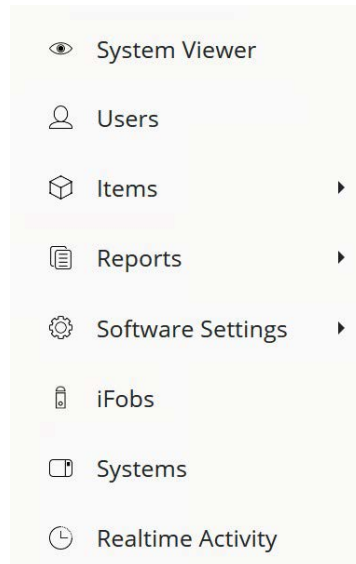 System Viewer
Users
Items
Reports
Software Settings
iFobs
Systems
Realtime Activity